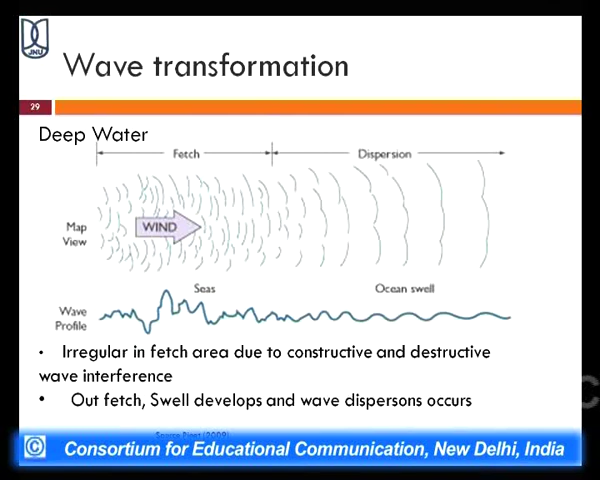 JNU
Wave transformation
29
Deep Water
Fetch
Dispersion
WIND
Map
View
Seas
Ocean swell
Wave
Profile
• Irregular in fetch area due to constructive and destructive
wave interference
• Out fetch, Swell develops and wave dispersons occurs
(2009)
© Consortium for Educational Communication, New Delhi, India
C